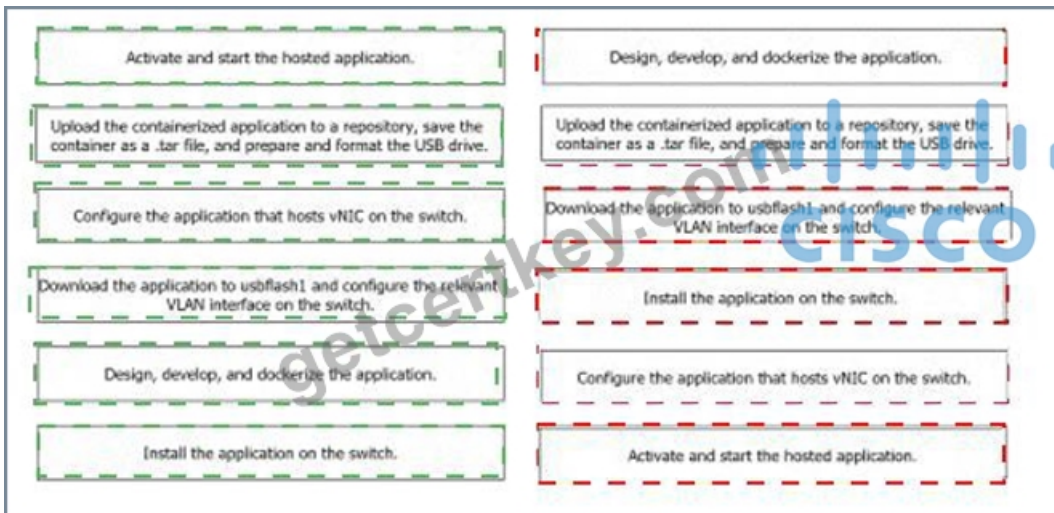 Activate and start the hosted application.
Upload the containerized application to a repository, save the
container as a .tar file, and prepare and format the USB drive.
Configure the application that hosts vNIC on the switch.
Download the application to usbflash1 and configure the relevant
VLAN interface on the switch.
Design, develop, and dockerize the application.
Install the application on the switch.
Design, develop, and dockerize the application.
Upload the containerized application to a repository, save the
container as a .tar file, and prepare and format the USB drive.
Download the application to usbflash1 and configure the relevant
VLAN interface on the switch.
Install the application on the switch.
Configure the application that hosts vNIC on the switch.
Activate and start the hosted application.
getcertkey.com
CISCO